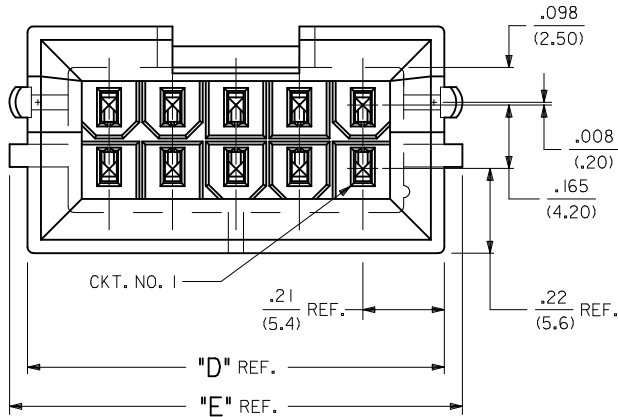 .098
(2.50)
.008
(.20)
.165
(4.20)
CKT. NO. 1
.21
(5.4) REF.
.22
(5.6) REF.
"D" REF.
"E" REF.